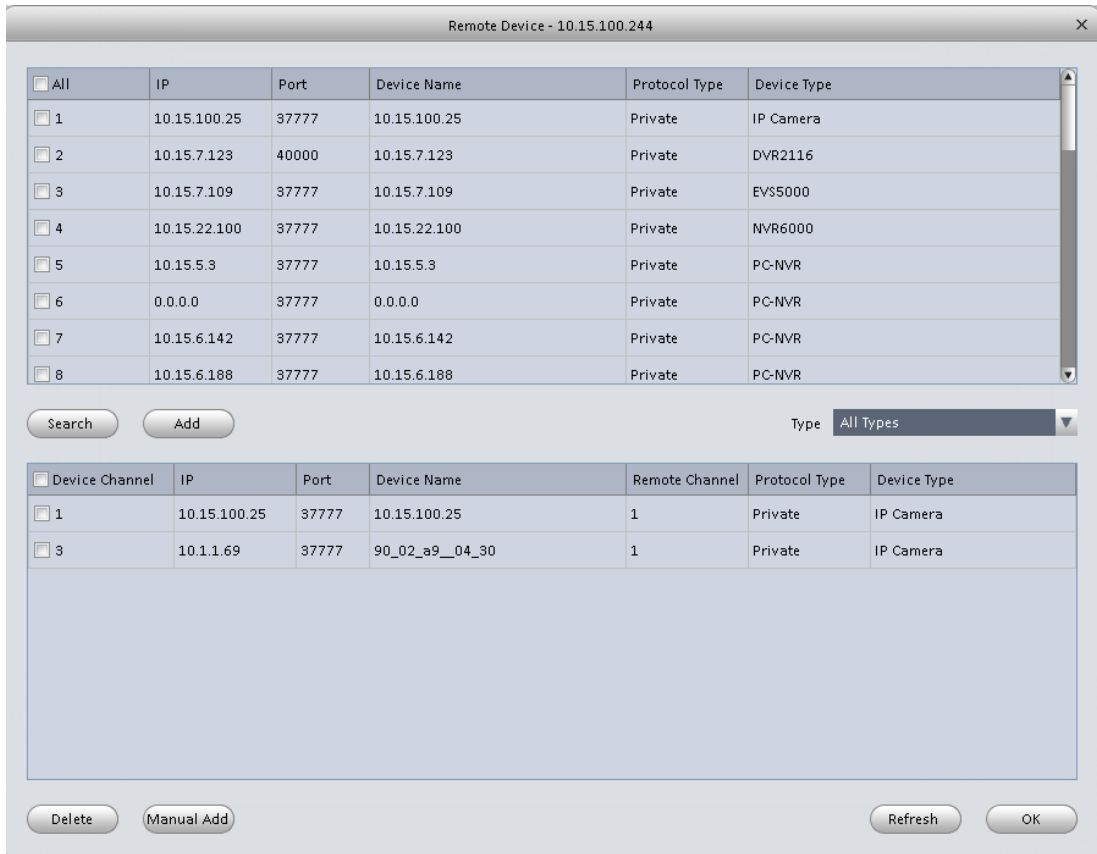 Remote Device - 10.15.100.244
All IP Port Device Name Protocol Type Device Type
1 10.15.100.25 37777 10.15.100.25 Private IP Camera
2 10.15.7.123 40000 10.15.7.123 Private DVR2116
3 10.15.7.109 37777 10.15.7.109 Private EVS5000
4 10.15.22.100 37777 10.15.22.100 Private NVR6000
5 10.15.5.3 37777 10.15.5.3 Private PC-NVR
6 0.0.0.0 37777 0.0.0.0 Private PC-NVR
7 10.15.6.142 37777 10.15.6.142 Private PC-NVR
8 10.15.6.188 37777 10.15.6.188 Private PC-NVR
Search Add Type All Types
Device Channel IP Port Device Name Remote Channel Protocol Type Device Type
1 10.15.100.25 37777 10.15.100.25 1 Private IP Camera
3 10.1.1.69 37777 90_02_a9__04_30 1 Private IP Camera
Delete Manual Add Refresh OK